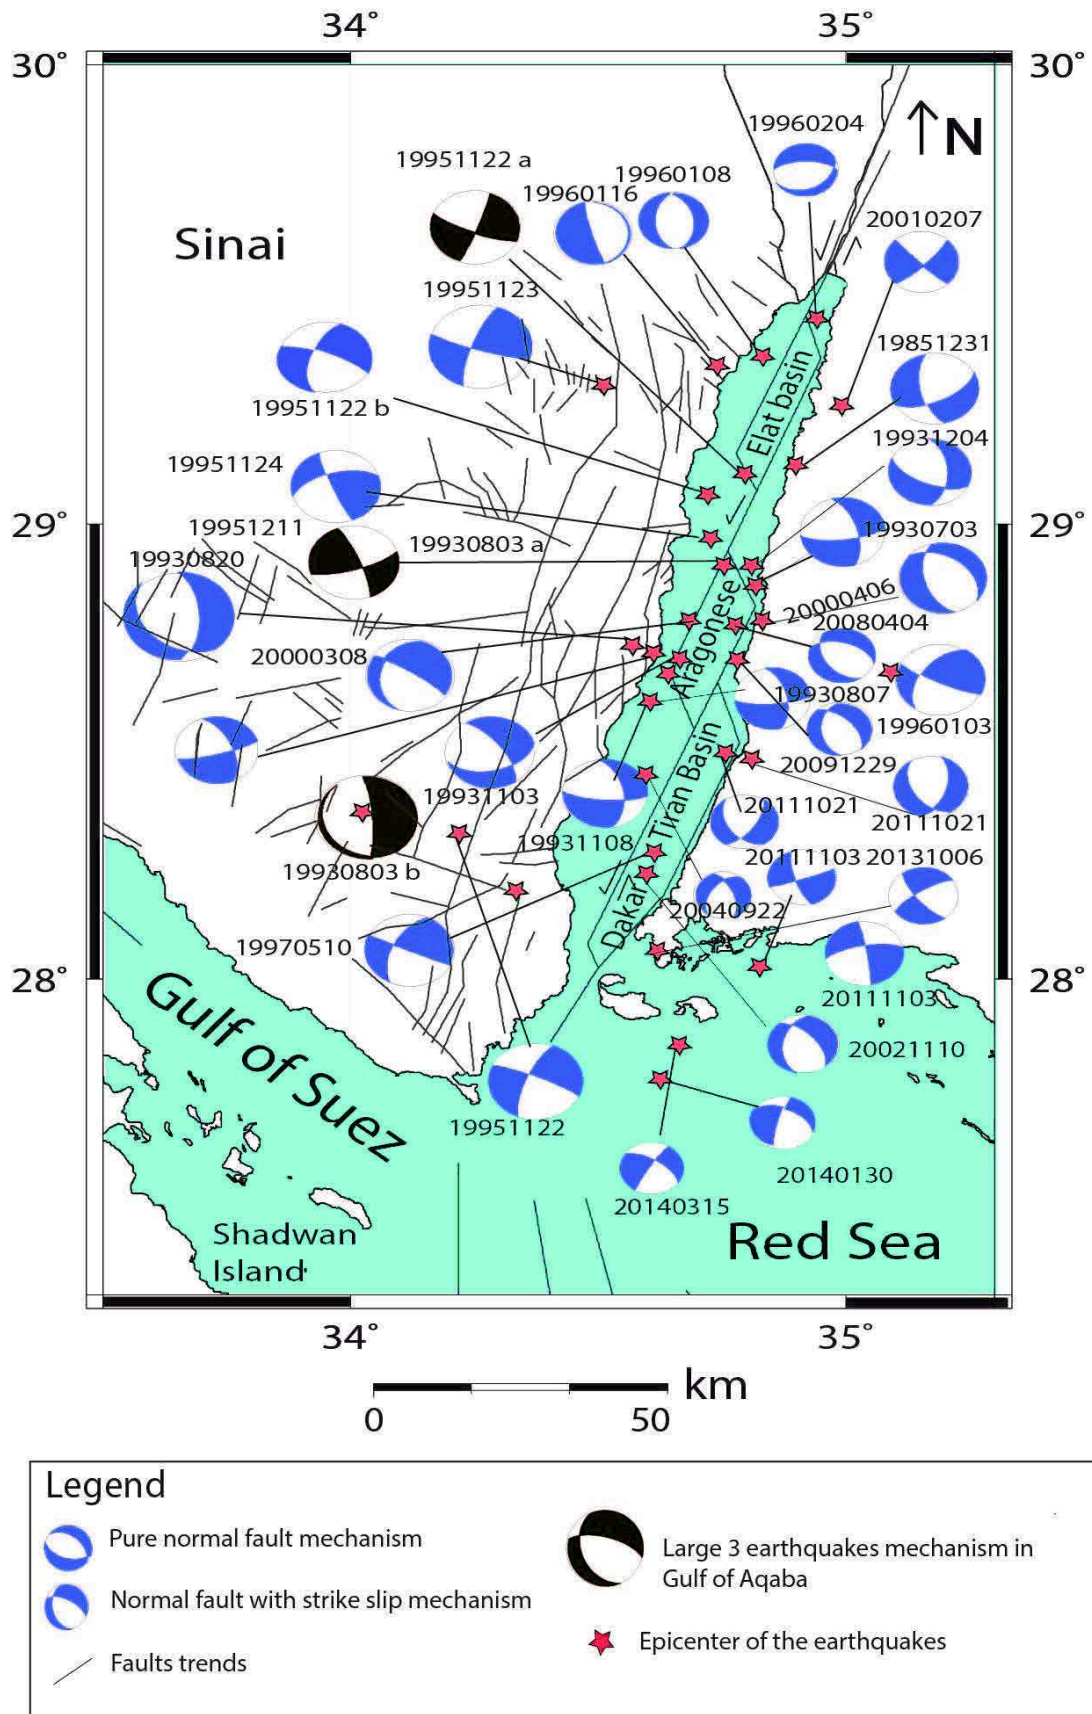 34°
35°
30°
30°
19960204
N
19951122 a
19960108
19960116
20010207
Sinai
19951123
19851231
19951122 b
Elat basin
19931204
19951124
29°
29°
19951211
19930803 a
19930703
19930820
20000406
20080404
20000308
Aragonese
19930807
19960103
20091229
19931103
Tiran Basin
20111021
20111021
19931108
20111103
20131006
19930803 b
Dakar
20040922
19970510
28°
28°
20111103
Gulf of Suez
20021110
19951122
20140130
20140315
Shadwan
Island
Red Sea
34°
35°
km
0
50
Legend
Pure normal fault mechanism
Normal fault with strike slip mechanism
Faults trends
Large 3 earthquakes mechanism in
Gulf of Aqaba
Epicenter of the earthquakes